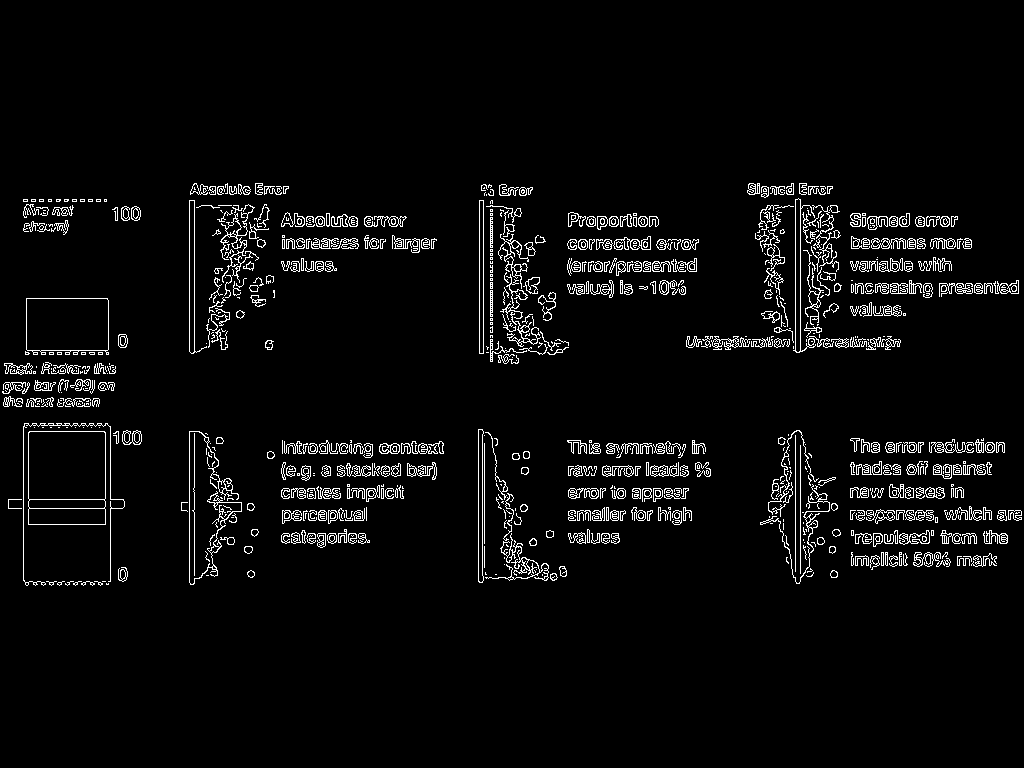 Absolute Error
% Error
Signed Error
(line not
shown)
100
0
Task: Redraw this
grey bar (1-99) on
the next screen
Absolute error
increases for larger
values.
Proportion
corrected error
(error/presented
value) is ~10%
10%
Signed error
becomes more
variable with
increasing presented
values.
Underestimation
Overestimation
100
0
Introducing context
(e.g. a stacked bar)
creates implicit
perceptual
categories.
This symmetry in
raw error leads %
error to appear
smaller for high
values
The error reduction
trades off against
new biases in
responses, which are
'repulsed' from the
implicit 50% mark